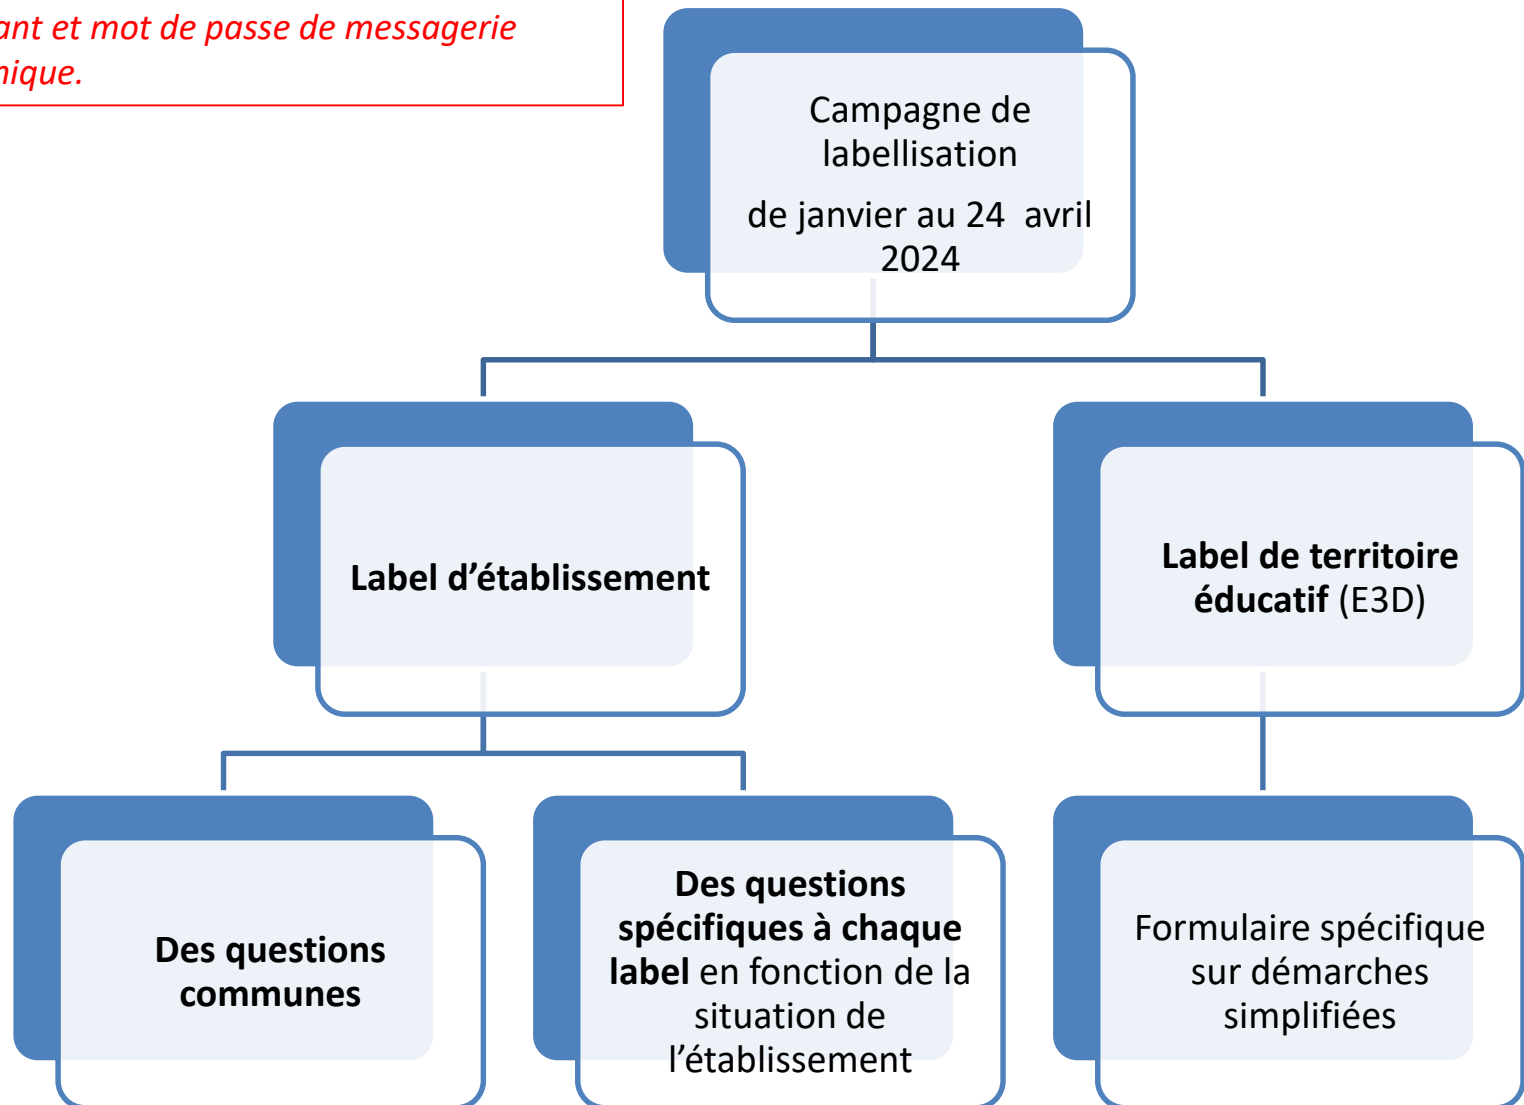 et mot de passe de messagerie
Campagne de
labellisation
de janvier au 24  avril
2024
Label d’établissement
Label de territoire
éducatif (E3D)
Des questions
communes
Des questions
spécifiques à chaque
label en fonction de la
situation de
l’établissement
Formulaire spécifique
sur démarches
simplifiées